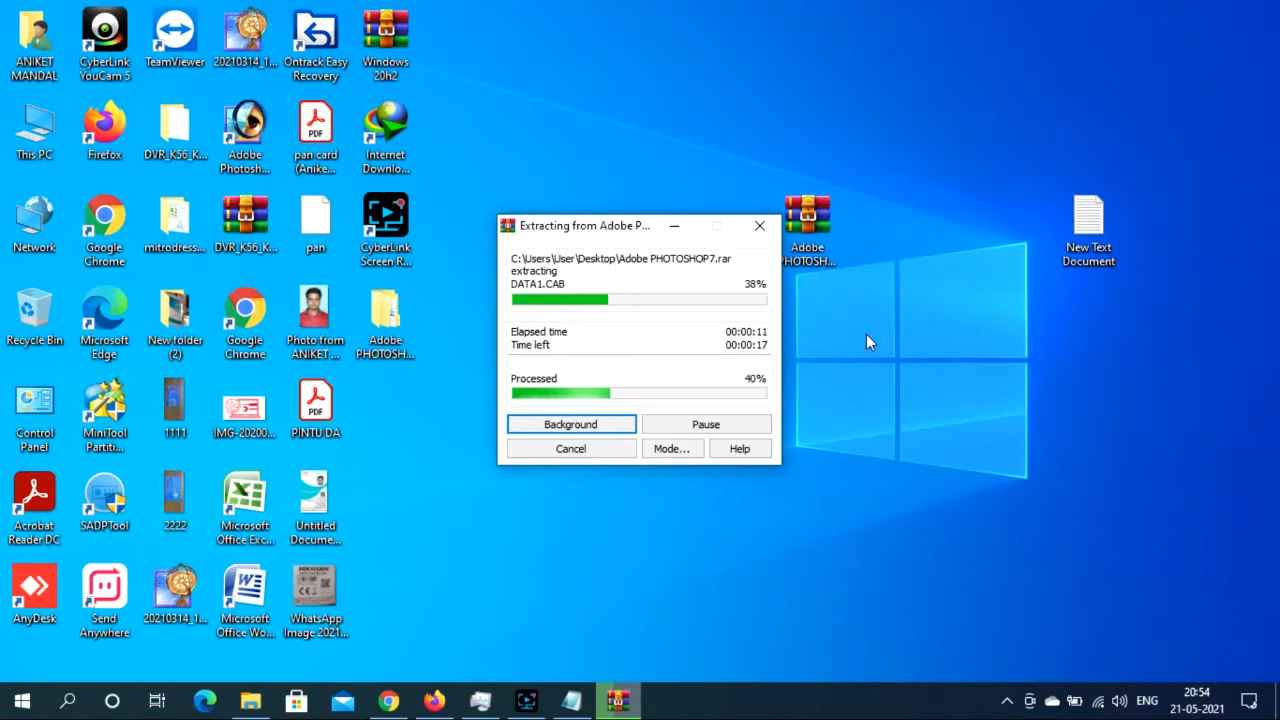 ANIKET
MANDAL
CyberLink
YouCam 5
TeamViewer
20210314_1...
Ontrack Easy
Recovery
Windows
20h2
This PC
Firefox
DVR_K56_K...
Adobe
Photosh...
PDF
pan card
(Anike...
Internet
Downlo...
Network
Google
Chrome
mitrodress...
DVR_K56_K...
pan
CyberLink
Screen R...
Recycle Bin
Microsoft
Edge
New folder
(2)
Google
Chrome
Photo from
ANIKET ...
Adobe
PHOTOSH...
Control
Panel
MiniTool
Partiti...
1111
IMG-20200...
PDF
PINTU DA
Acrobat
Reader DC
SADPTool
2222
Microsoft
Office Exc...
Untitled
Docume...
AnyDesk
Send
Anywhere
20210314_1...
Microsoft
Office Wo...
WhatsApp
Image 2021...
Extracting from Adobe P...
C:\Users\User\Desktop\Adobe PHOTOSHOP7.rar
extracting
DATA1.CAB 38%
Elapsed time 00:00:11
Time left 00:00:17
Processed 40%
Background Pause
Cancel Mode... Help
Adobe
PHOTOSH...
New Text
Document
ENG
20:54
21-05-2021